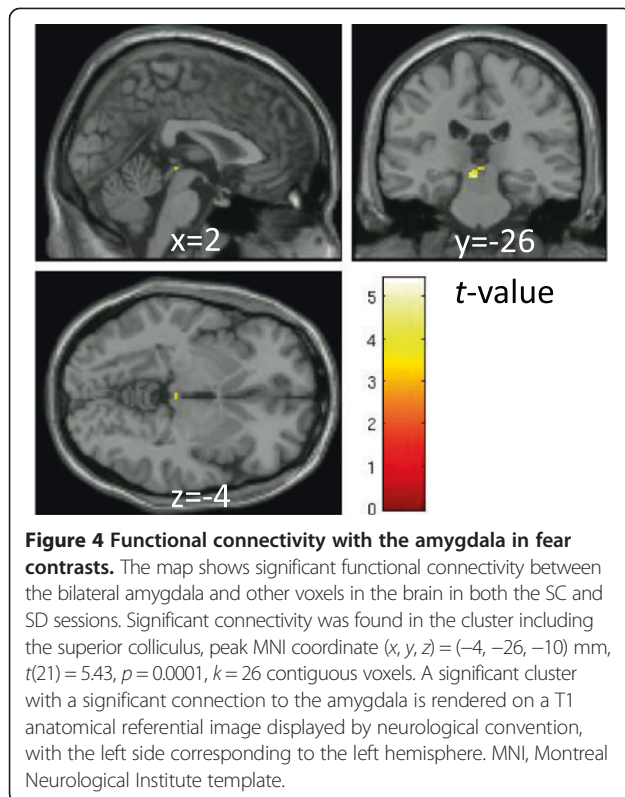 x=2
y=-26
z=-4
t-value
5
4
3
2
1
0
Figure 4 Functional connectivity with the amygdala in fear
contrasts. The map shows significant functional connectivity between
the bilateral amygdala and other voxels in the brain in both the SC and
SD sessions. Significant connectivity was found in the cluster including
the superior colliculus, peak MNI coordinate (x, y, z) = (−4, −26, −10) mm,
t(21) = 5.43, p = 0.0001, k = 26 contiguous voxels. A significant cluster
with a significant connection to the amygdala is rendered on a T1
anatomical referential image displayed by neurological convention,
with the left side corresponding to the left hemisphere. MNI, Montreal
Neurological Institute template.